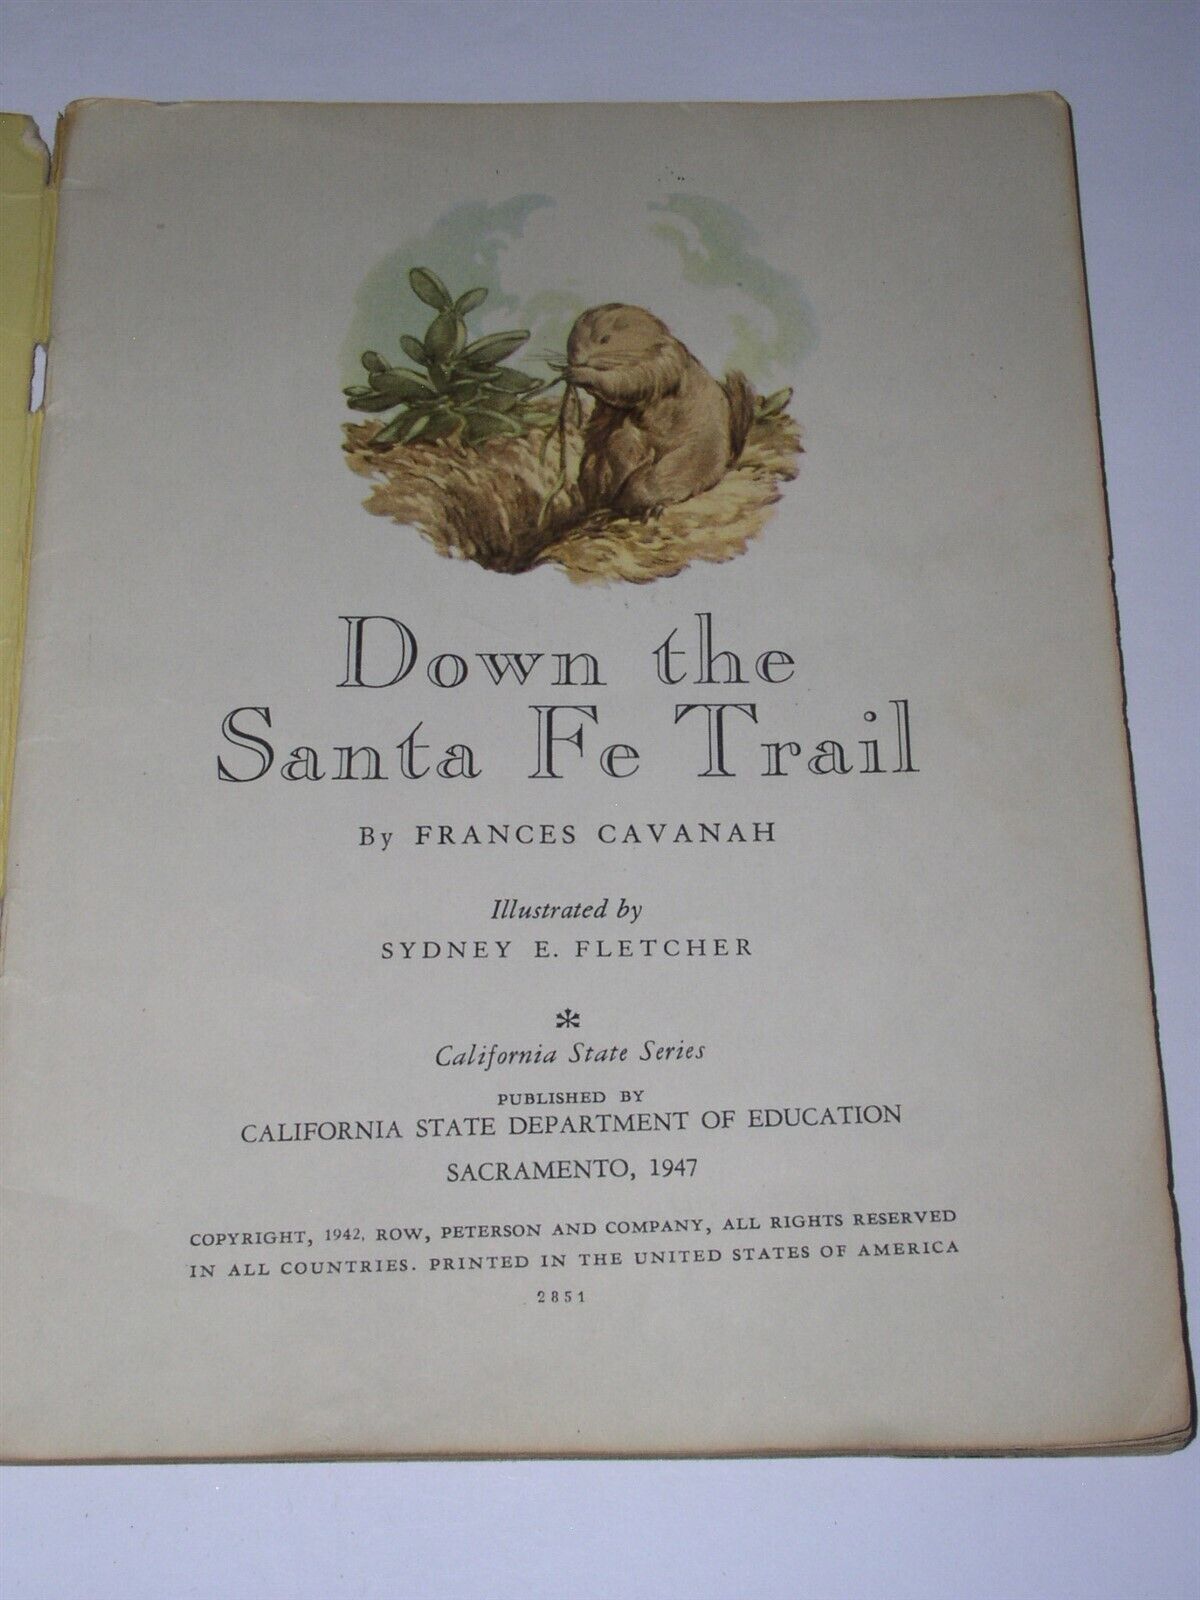 Down the
Santa Fe Trail
By FRANCES CAVANAH
Illustrated by
SYDNEY E. FLETCHER
California State Series
PUBLISHED BY
CALIFORNIA STATE DEPARTMENT OF EDUCATION
SACRAMENTO, 1947
COPYRIGHT, 1942, ROW, PETERSON AND COMPANY, ALL RIGHTS RESERVED
IN ALL COUNTRIES. PRINTED IN THE UNITED STATES OF AMERICA
2851